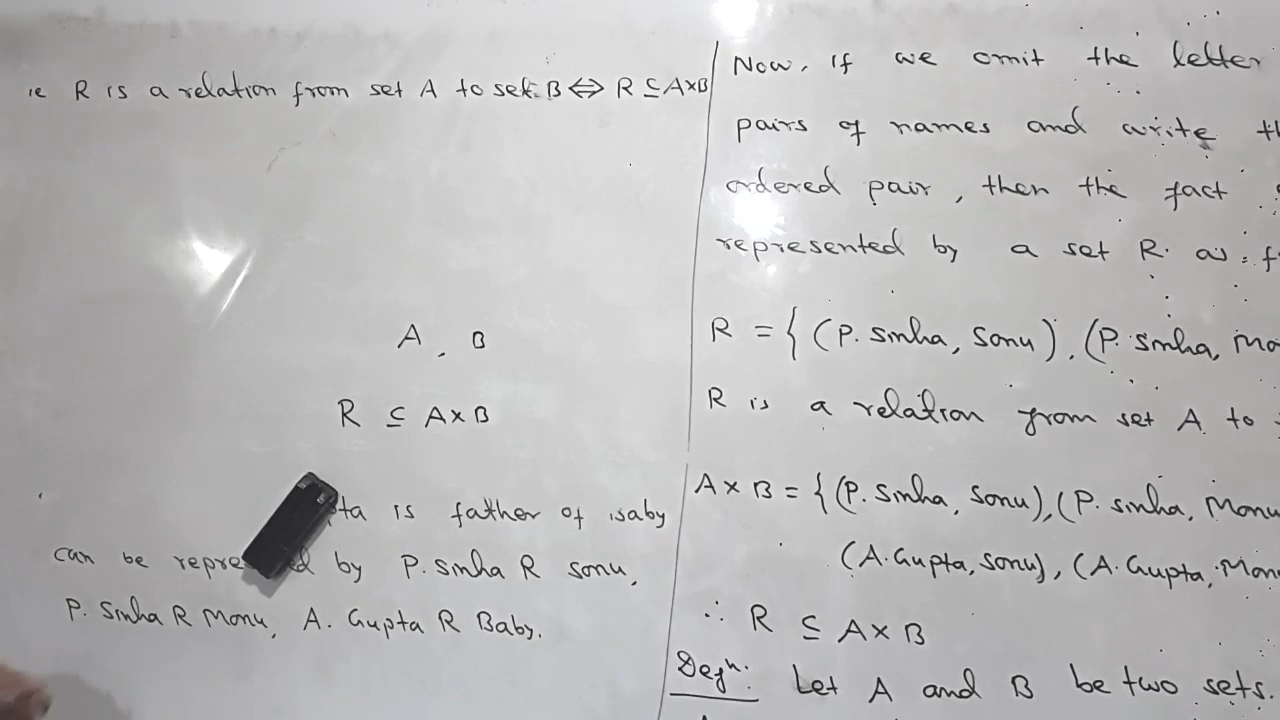 ie R is a relation from set A to set B ⇔ R ⊆ A×B
A, B
R ⊆ A×B
is father of
can be by P. Sinha R Sonu,
P. Sinha R Monu, A. Gupta R Baby.
Now, if we omit the letter
pairs of names and write
ordered pair, then the fact
represented by a set R as
R = { (P. Sinha, Sonu), (P. Sinha,
R is a relation from set A to
A × B = { (P. Sinha, Sonu), (P. Sinha, Monu
(A. Gupta, Sonu), (A. Gupta,
∴ R ⊆ A×B
Defn. Let A and B be two sets.